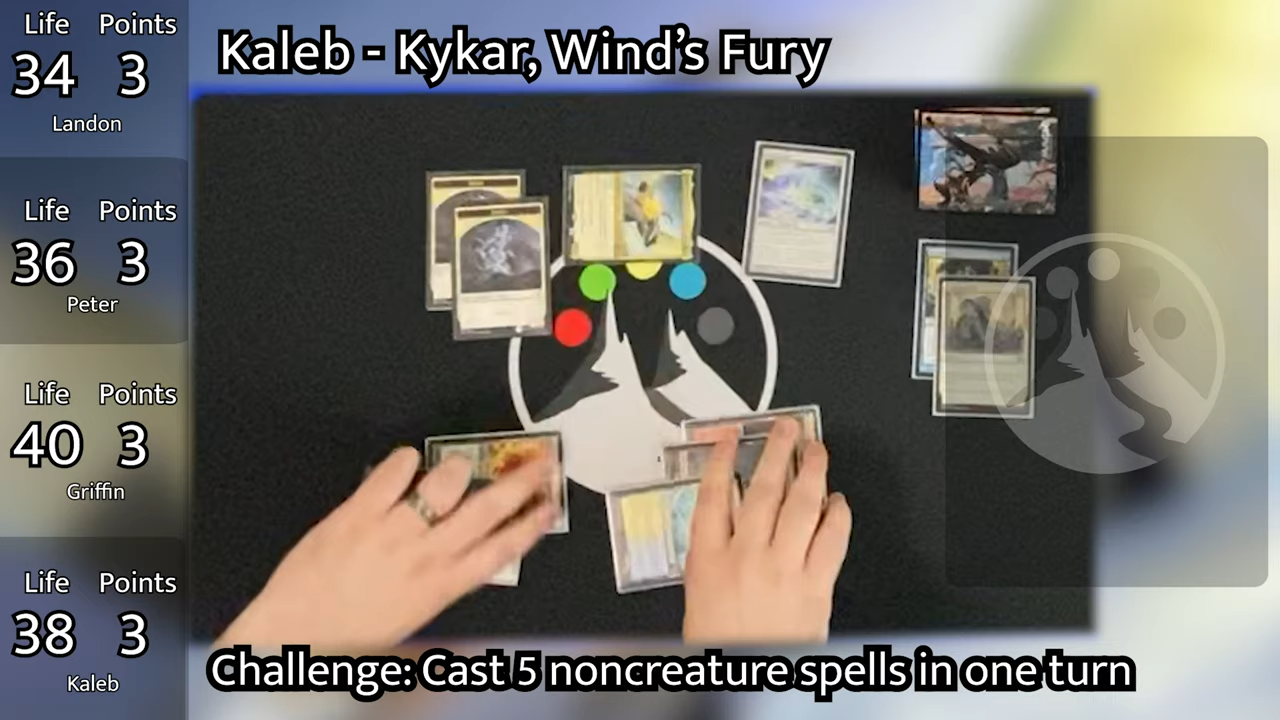 Life Points
34 3
Landon
Life Points
36 3
Peter
Life Points
40 3
Griffin
Life Points
38 3
Kaleb
Kaleb - Kykar, Wind's Fury
Challenge: Cast 5 noncreature spells in one turn